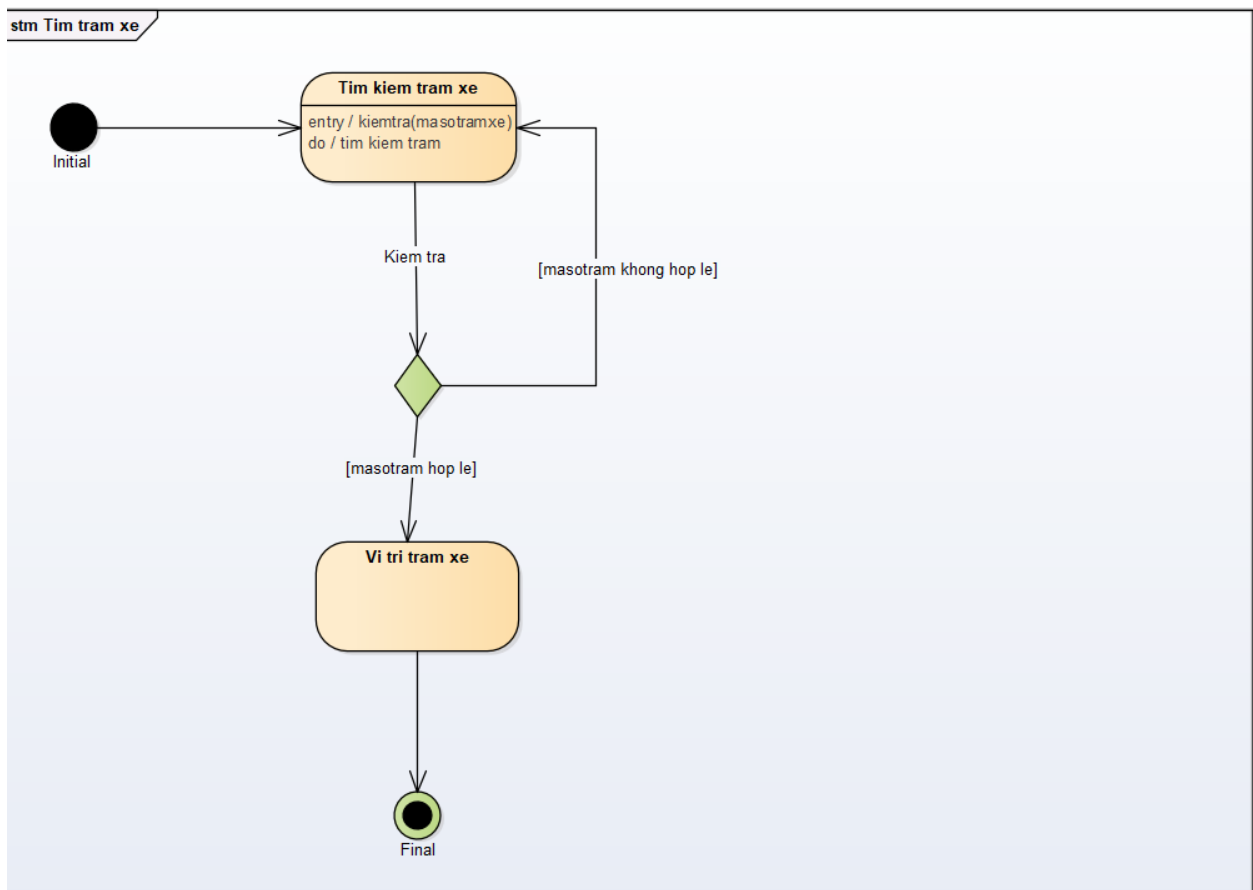 stm Tim tram xe
Tim kiem tram xe
entry / kiemtra(masotramxe)
do / tim kiem tram
Initial
Kiem tra
[masotram khong hop le]
[masotram hop le]
Vi tri tram xe
Final